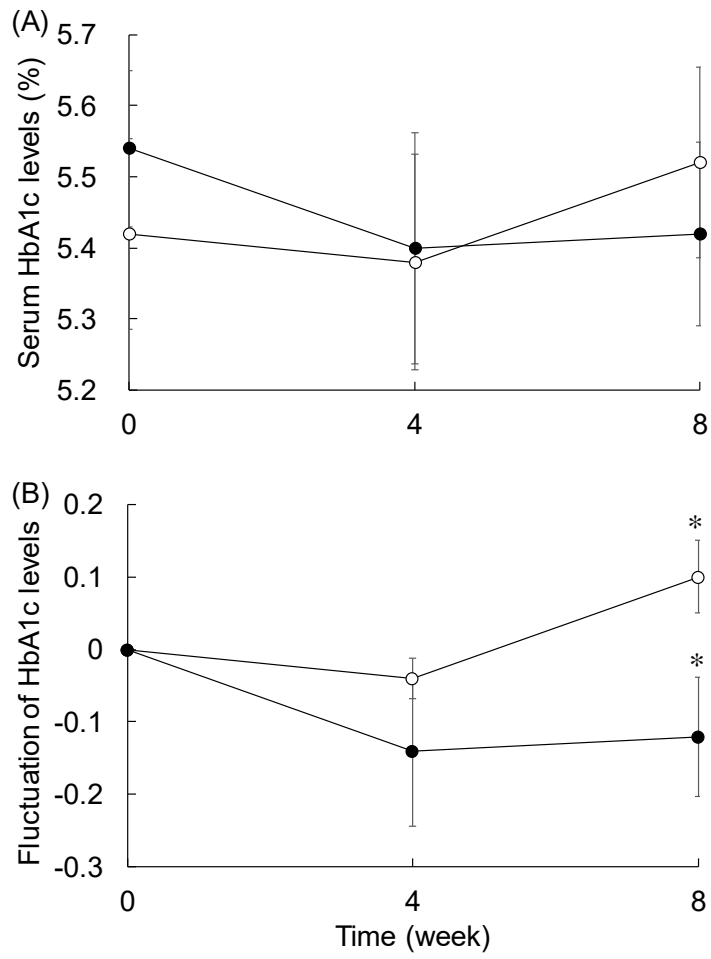 (A)
Serum HbA1c levels (%)
5.7
5.6
5.5
5.4
5.3
5.2
0 4 8
(B)
Fluctuation of HbA1c levels
0.2
0.1
0
-0.1
-0.2
-0.3
*
*
0 4 8
Time (week)